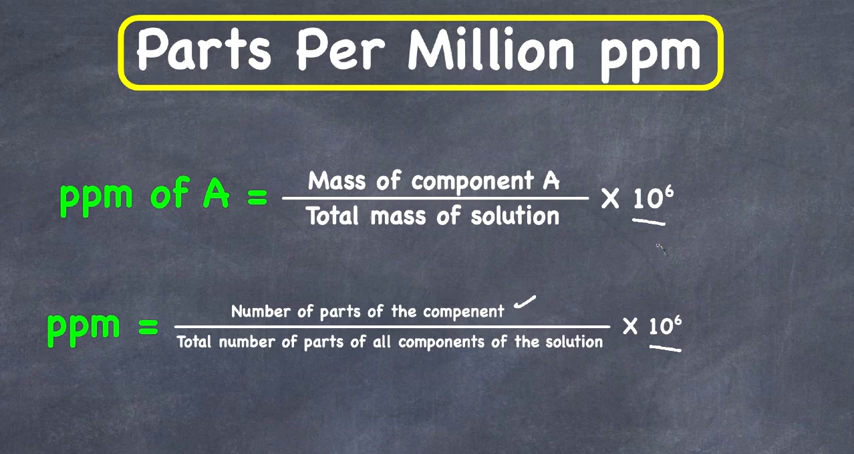 Parts Per Million ppm
ppm of A = Mass of component A / Total mass of solution X 10⁶
ppm = Number of parts of the compenent ✓ / Total number of parts of all components of the solution X 10⁶